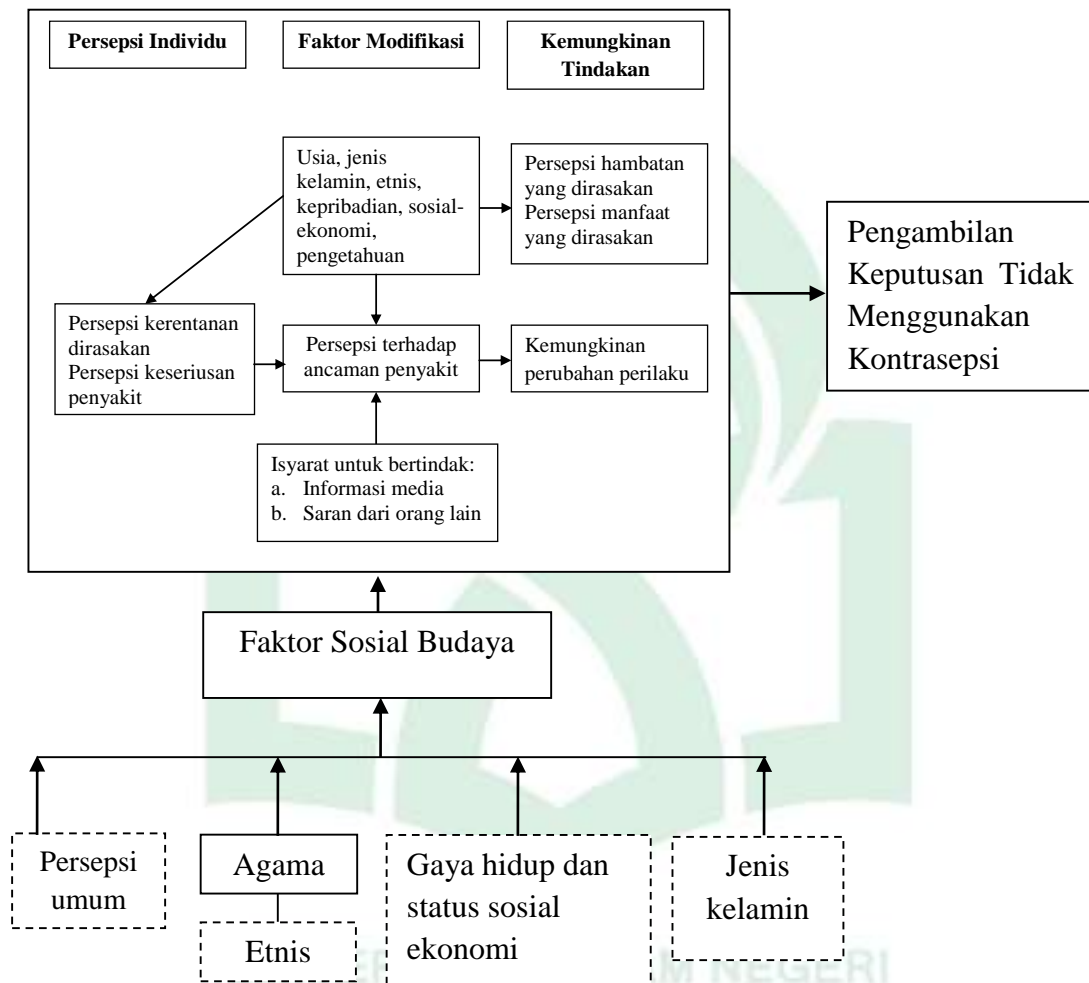 Persepsi Individu
Faktor Modifikasi
Kemungkinan
Tindakan
Usia, jenis
kelamin, etnis,
kepribadian, sosial-
ekonomi,
pengetahuan
Persepsi hambatan
yang dirasakan
Persepsi manfaat
yang dirasakan
Pengambilan
Keputusan Tidak
Menggunakan
Kontrasepsi
Persepsi kerentanan
dirasakan
Persepsi keseriusan
penyakit
Persepsi terhadap
ancaman penyakit
Kemungkinan
perubahan perilaku
Isyarat untuk bertindak:
a. Informasi media
b. Saran dari orang lain
Faktor Sosial Budaya
Persepsi
umum
Agama
Etnis
Gaya hidup dan
status sosial
ekonomi
Jenis
kelamin
NEGERI